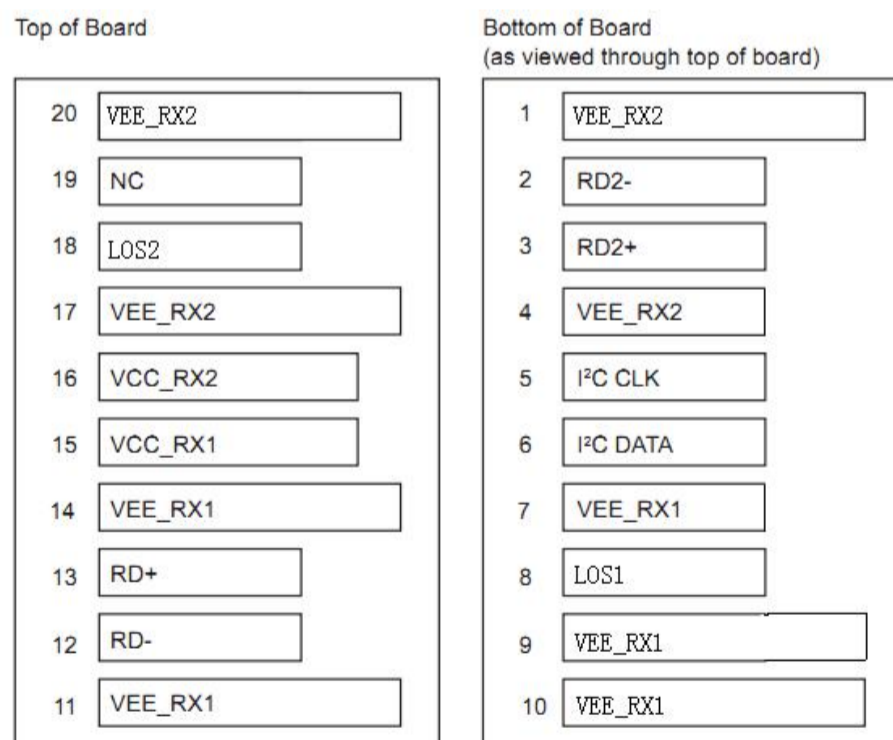 Top of Board
20 VEE_RX2
19 NC
18 LOS2
17 VEE_RX2
16 VCC_RX2
15 VCC_RX1
14 VEE_RX1
13 RD+
12 RD-
11 VEE_RX1
Bottom of Board
(as viewed through top of board)
1 VEE_RX2
2 RD2-
3 RD2+
4 VEE_RX2
5 I²C CLK
6 I²C DATA
7 VEE_RX1
8 LOS1
9 VEE_RX1
10 VEE_RX1